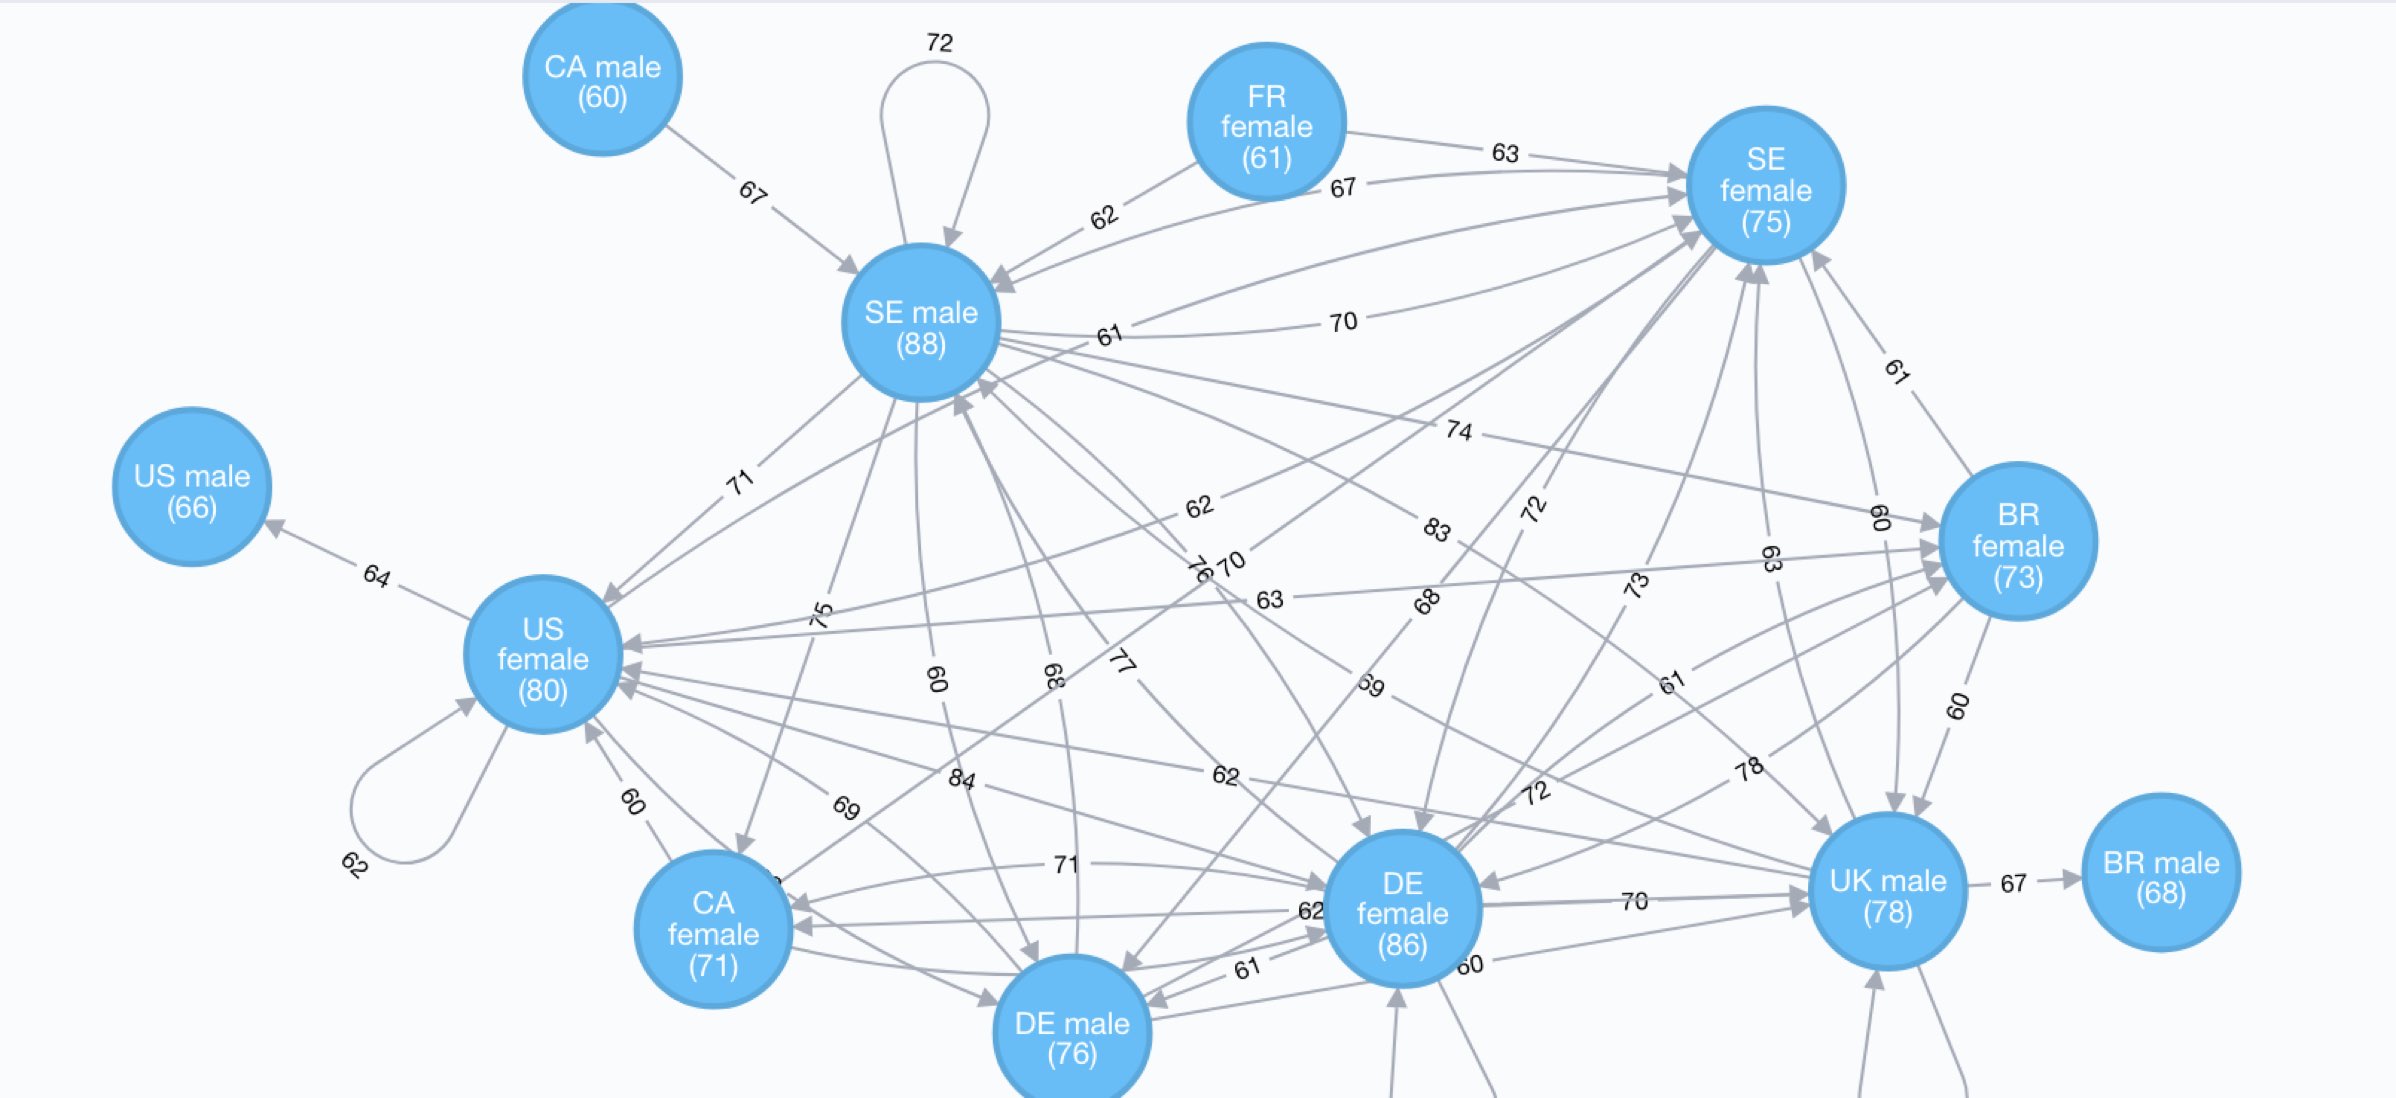 72
CA male
(60)
FR
female
(61)
63
SE
female
(75)
67
67
62
SE male
(88)
61
70
61
74
US male
(66)
71
62
72
83
60
BR
female
(73)
64
76
70
63
68
73
63
US
female
(80)
75
60
68
77
69
61
60
84
62
72
78
62
60
69
71
CA
female
(71)
62
DE
female
(86)
70
UK male
(78)
67
BR male
(68)
61
60
DE male
(76)